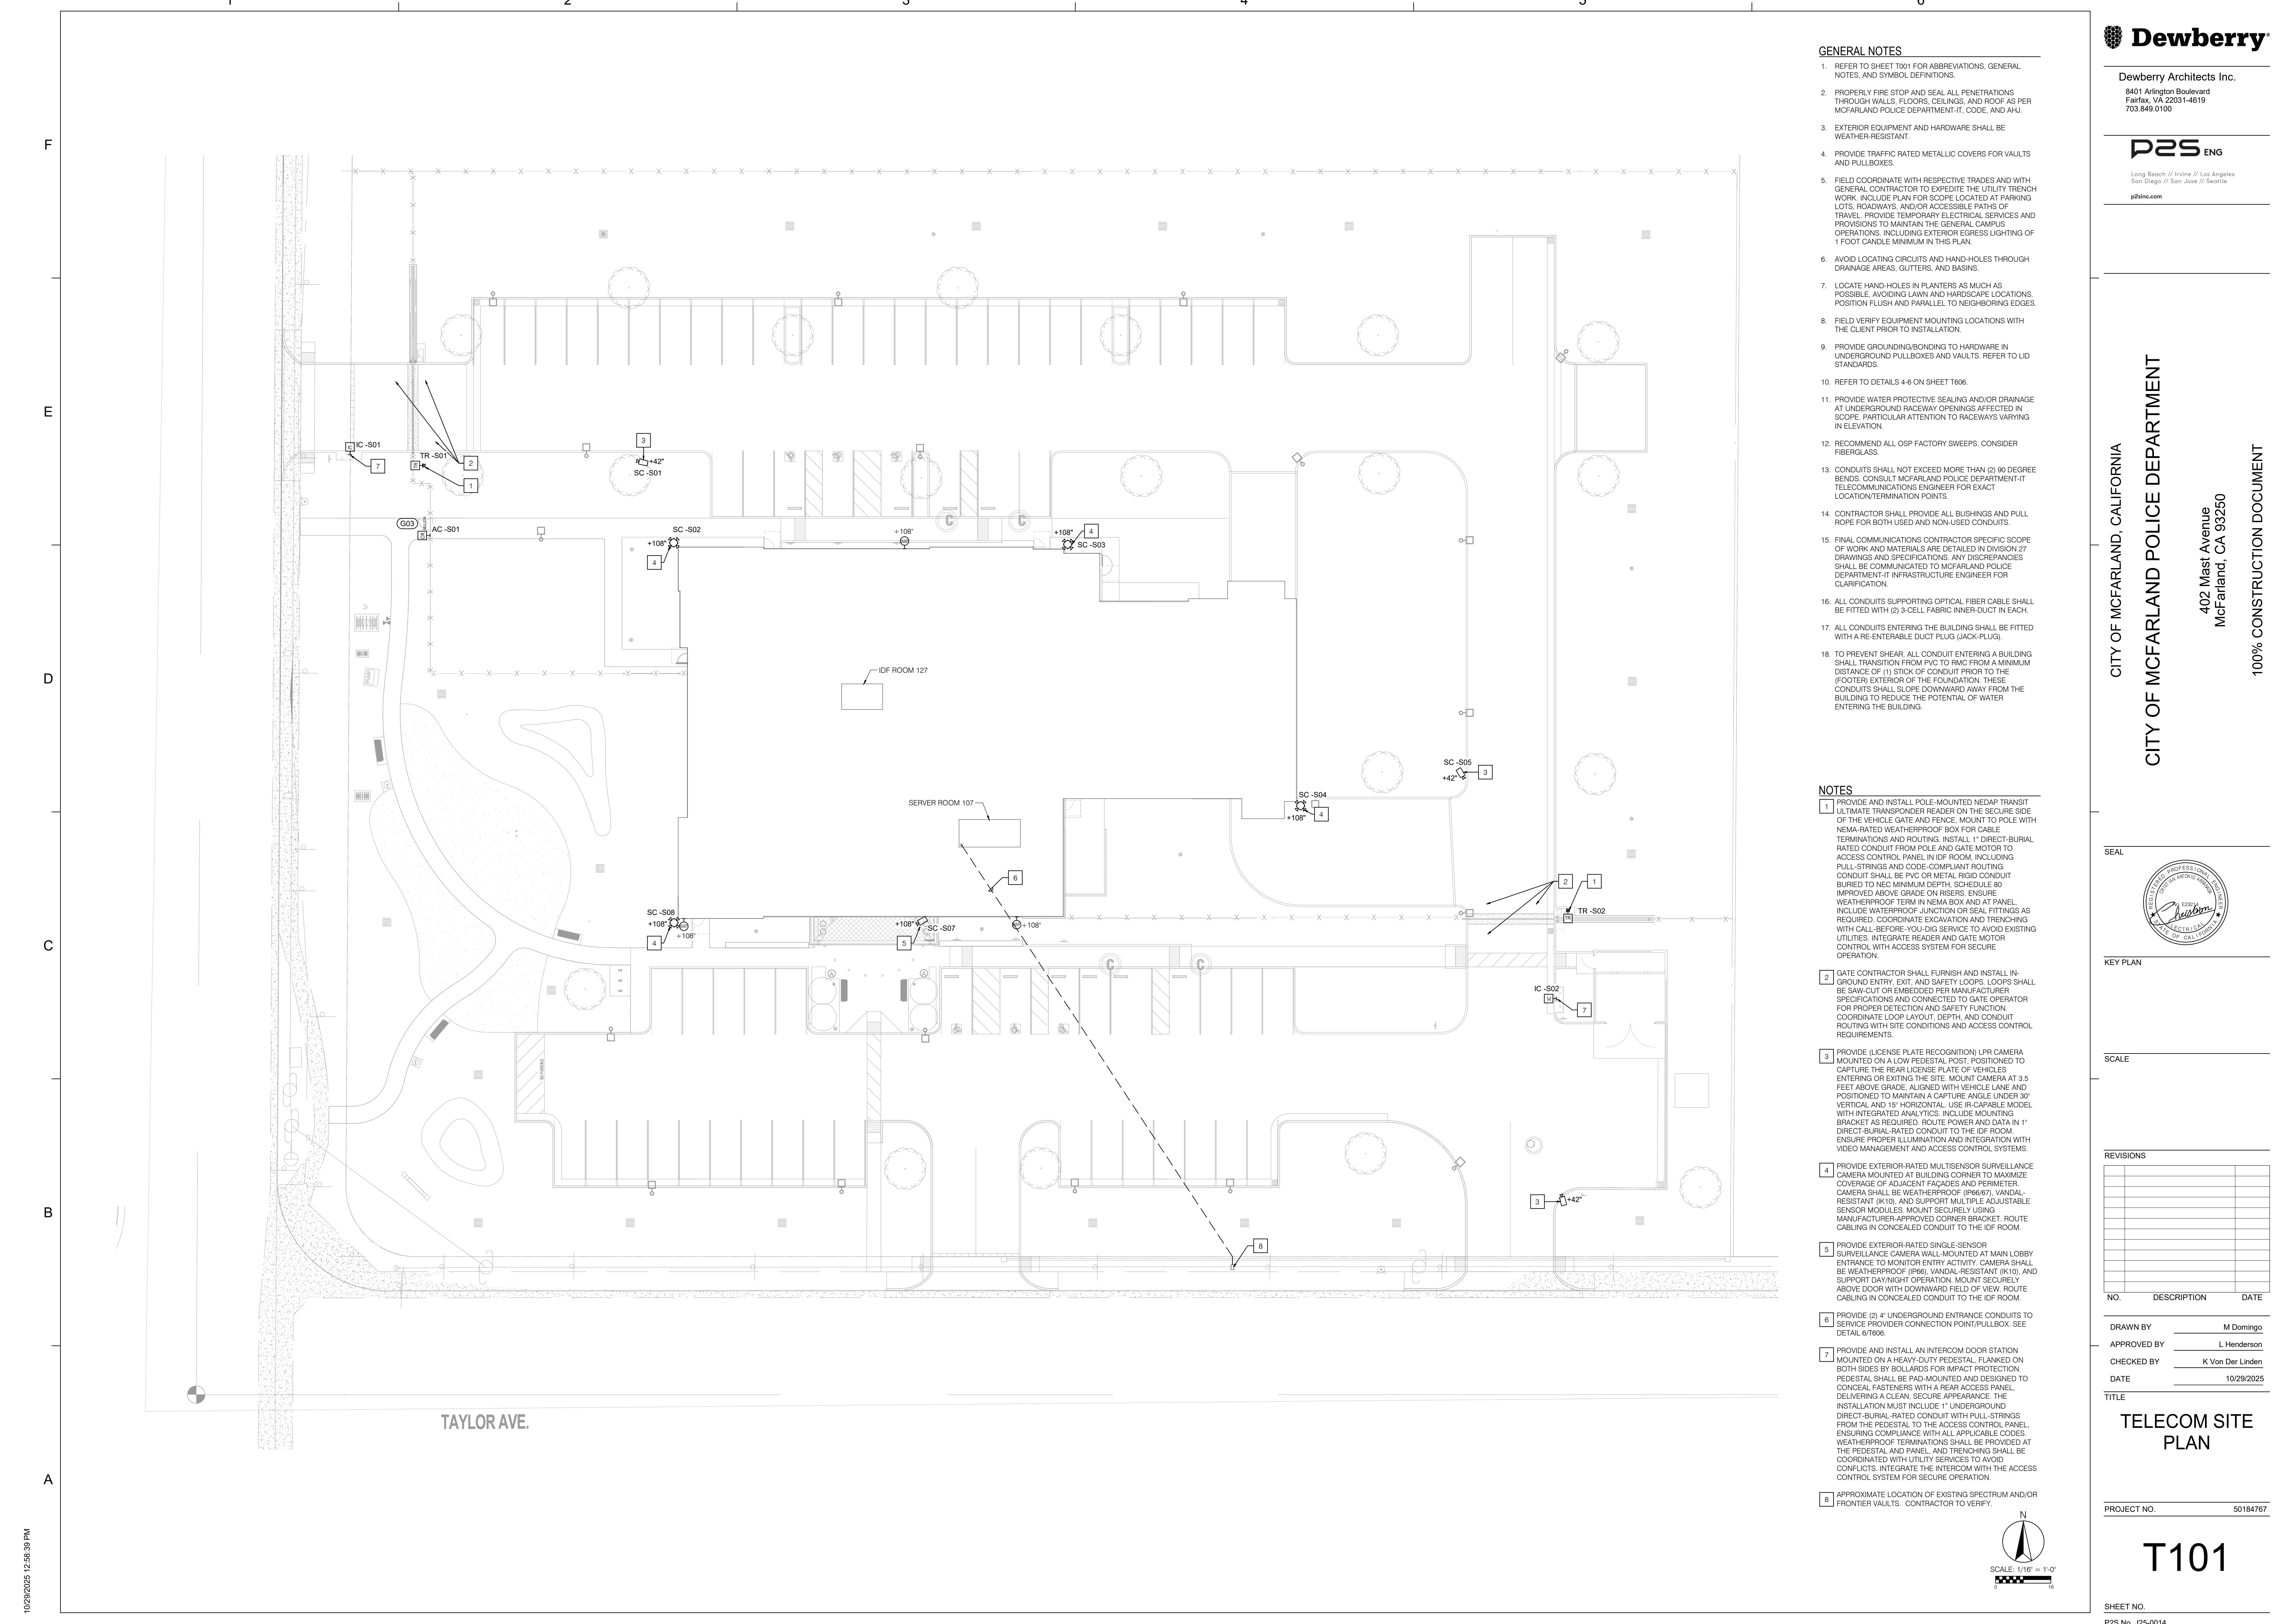 1 2 3 4 5 6
F
E
D
C
B
A
10/29/2025 12:58:39 PM
IC -S01
7
TR -S01
2
1
3
+42"
SC -S01
G03
AC -S01
SC -S02
+108"
4
+108"
+108"
4
SC -S03
IDF ROOM 127
SERVER ROOM 107
6
SC -S05
+42"
3
SC -S04
+108"
4
2
1
TR -S02
SC -S08
+108"
+108"
4
+108"
SC -S07
5
+108"
IC -S02
7
NO PARKING
3
+42"
8
TAYLOR AVE.
GENERAL NOTES
1. REFER TO SHEET T001 FOR ABBREVIATIONS, GENERAL
NOTES, AND SYMBOL DEFINITIONS.
2. PROPERLY FIRE STOP AND SEAL ALL PENETRATIONS
THROUGH WALLS, FLOORS, CEILINGS, AND ROOF AS PER
MCFARLAND POLICE DEPARTMENT-IT, CODE, AND AHJ.
3. EXTERIOR EQUIPMENT AND HARDWARE SHALL BE
WEATHER-RESISTANT.
4. PROVIDE TRAFFIC RATED METALLIC COVERS FOR VAULTS
AND PULLBOXES.
5. FIELD COORDINATE WITH RESPECTIVE TRADES AND WITH
GENERAL CONTRACTOR TO EXPEDITE THE UTILITY TRENCH
WORK. INCLUDE PLAN FOR SCOPE LOCATED AT PARKING
LOTS, ROADWAYS, AND/OR ACCESSIBLE PATHS OF
TRAVEL. PROVIDE TEMPORARY ELECTRICAL SERVICES AND
PROVISIONS TO MAINTAIN THE GENERAL CAMPUS
OPERATIONS. INCLUDING EXTERIOR EGRESS LIGHTING OF
1 FOOT CANDLE MINIMUM IN THIS PLAN.
6. AVOID LOCATING CIRCUITS AND HAND-HOLES THROUGH
DRAINAGE AREAS, GUTTERS, AND BASINS.
7. LOCATE HAND-HOLES IN PLANTERS AS MUCH AS
POSSIBLE, AVOIDING LAWN AND HARDSCAPE LOCATIONS.
POSITION FLUSH AND PARALLEL TO NEIGHBORING EDGES.
8. FIELD VERIFY EQUIPMENT MOUNTING LOCATIONS WITH
THE CLIENT PRIOR TO INSTALLATION.
9. PROVIDE GROUNDING/BONDING TO HARDWARE IN
UNDERGROUND PULLBOXES AND VAULTS. REFER TO LID
STANDARDS.
10. REFER TO DETAILS 4-6 ON SHEET T606.
11. PROVIDE WATER PROTECTIVE SEALING AND/OR DRAINAGE
AT UNDERGROUND RACEWAY OPENINGS AFFECTED IN
SCOPE. PARTICULAR ATTENTION TO RACEWAYS VARYING
IN ELEVATION.
12. RECOMMEND ALL OSP FACTORY SWEEPS. CONSIDER
FIBERGLASS.
13. CONDUITS SHALL NOT EXCEED MORE THAN (2) 90 DEGREE
BENDS. CONSULT MCFARLAND POLICE DEPARTMENT-IT
TELECOMMUNICATIONS ENGINEER FOR EXACT
LOCATION/TERMINATION POINTS.
14. CONTRACTOR SHALL PROVIDE ALL BUSHINGS AND PULL
ROPE FOR BOTH USED AND NON-USED CONDUITS.
15. FINAL COMMUNICATIONS CONTRACTOR SPECIFIC SCOPE
OF WORK AND MATERIALS ARE DETAILED IN DIVISION 27
DRAWINGS AND SPECIFICATIONS. ANY DISCREPANCIES
SHALL BE COMMUNICATED TO MCFARLAND POLICE
DEPARTMENT-IT INFRASTRUCTURE ENGINEER FOR
CLARIFICATION.
16. ALL CONDUITS SUPPORTING OPTICAL FIBER CABLE SHALL
BE FITTED WITH (2) 3-CELL FABRIC INNER-DUCT IN EACH.
17. ALL CONDUITS ENTERING THE BUILDING SHALL BE FITTED
WITH A RE-ENTERABLE DUCT PLUG (JACK-PLUG).
18. TO PREVENT SHEAR, ALL CONDUIT ENTERING A BUILDING
SHALL TRANSITION FROM PVC TO RMC FROM A MINIMUM
DISTANCE OF (1) STICK OF CONDUIT PRIOR TO THE
(FOOTER) EXTERIOR OF THE FOUNDATION. THESE
CONDUITS SHALL SLOPE DOWNWARD AWAY FROM THE
BUILDING TO REDUCE THE POTENTIAL OF WATER
ENTERING THE BUILDING.
NOTES
1 PROVIDE AND INSTALL POLE-MOUNTED NEDAP TRANSIT
ULTIMATE TRANSPONDER READER ON THE SECURE SIDE
OF THE VEHICLE GATE AND FENCE, MOUNT TO POLE WITH
NEMA-RATED WEATHERPROOF BOX FOR CABLE
TERMINATIONS AND ROUTING. INSTALL 1" DIRECT-BURIAL
RATED CONDUIT FROM POLE AND GATE MOTOR TO
ACCESS CONTROL PANEL IN IDF ROOM, INCLUDING
PULL-STRINGS AND CODE-COMPLIANT ROUTING.
CONDUIT SHALL BE PVC OR METAL RIGID CONDUIT
BURIED TO NEC MINIMUM DEPTH, SCHEDULE 80
IMPROVED ABOVE GRADE ON RISERS. ENSURE
WEATHERPROOF TERM IN NEMA BOX AND AT PANEL,
INCLUDE WATERPROOF JUNCTION OR SEAL FITTINGS AS
REQUIRED. COORDINATE EXCAVATION AND TRENCHING
WITH CALL-BEFORE-YOU-DIG SERVICE TO AVOID EXISTING
UTILITIES. INTEGRATE READER AND GATE MOTOR
CONTROL WITH ACCESS SYSTEM FOR SECURE
OPERATION.
2 GATE CONTRACTOR SHALL FURNISH AND INSTALL IN-
GROUND ENTRY, EXIT, AND SAFETY LOOPS. LOOPS SHALL
BE SAW-CUT OR EMBEDDED PER MANUFACTURER
SPECIFICATIONS AND CONNECTED TO GATE OPERATOR
FOR PROPER DETECTION AND SAFETY FUNCTION.
COORDINATE LOOP LAYOUT, DEPTH, AND CONDUIT
ROUTING WITH SITE CONDITIONS AND ACCESS CONTROL
REQUIREMENTS.
3 PROVIDE (LICENSE PLATE RECOGNITION) LPR CAMERA
MOUNTED ON A LOW PEDESTAL POST, POSITIONED TO
CAPTURE THE REAR LICENSE PLATE OF VEHICLES
ENTERING OR EXITING THE SITE. MOUNT CAMERA AT 3.5
FEET ABOVE GRADE, ALIGNED WITH VEHICLE LANE AND
POSITIONED TO MAINTAIN A CAPTURE ANGLE UNDER 30°
VERTICAL AND 15° HORIZONTAL. USE IR-CAPABLE MODEL
WITH INTEGRATED ANALYTICS. INCLUDE MOUNTING
BRACKET AS REQUIRED. ROUTE POWER AND DATA IN 1"
DIRECT-BURIAL-RATED CONDUIT TO THE IDF ROOM.
ENSURE PROPER ILLUMINATION AND INTEGRATION WITH
VIDEO MANAGEMENT AND ACCESS CONTROL SYSTEMS.
4 PROVIDE EXTERIOR-RATED MULTISENSOR SURVEILLANCE
CAMERA MOUNTED AT BUILDING CORNER TO MAXIMIZE
COVERAGE OF ADJACENT FAÇADES AND PERIMETER.
CAMERA SHALL BE WEATHERPROOF (IP66/67), VANDAL-
RESISTANT (IK10), AND SUPPORT MULTIPLE ADJUSTABLE
SENSOR MODULES. MOUNT SECURELY USING
MANUFACTURER-APPROVED CORNER BRACKET. ROUTE
CABLING IN CONCEALED CONDUIT TO THE IDF ROOM.
5 PROVIDE EXTERIOR-RATED SINGLE-SENSOR
SURVEILLANCE CAMERA WALL-MOUNTED AT MAIN LOBBY
ENTRANCE TO MONITOR ENTRY ACTIVITY. CAMERA SHALL
BE WEATHERPROOF (IP66), VANDAL-RESISTANT (IK10), AND
SUPPORT DAY/NIGHT OPERATION. MOUNT SECURELY
ABOVE DOOR WITH DOWNWARD FIELD OF VIEW. ROUTE
CABLING IN CONCEALED CONDUIT TO THE IDF ROOM.
6 PROVIDE (2) 4" UNDERGROUND ENTRANCE CONDUITS TO
SERVICE PROVIDER CONNECTION POINT/PULLBOX. SEE
DETAIL 6/T606.
7 PROVIDE AND INSTALL AN INTERCOM DOOR STATION
MOUNTED ON A HEAVY-DUTY PEDESTAL, FLANKED ON
BOTH SIDES BY BOLLARDS FOR IMPACT PROTECTION.
PEDESTAL SHALL BE PAD-MOUNTED AND DESIGNED TO
CONCEAL FASTENERS WITH A REAR ACCESS PANEL,
DELIVERING A CLEAN, SECURE APPEARANCE. THE
INSTALLATION MUST INCLUDE 1" UNDERGROUND
DIRECT-BURIAL-RATED CONDUIT WITH PULL-STRINGS
FROM THE PEDESTAL TO THE ACCESS CONTROL PANEL,
ENSURING COMPLIANCE WITH ALL APPLICABLE CODES.
WEATHERPROOF TERMINATIONS SHALL BE PROVIDED AT
THE PEDESTAL AND PANEL, AND TRENCHING SHALL BE
COORDINATED WITH UTILITY SERVICES TO AVOID
CONFLICTS. INTEGRATE THE INTERCOM WITH THE ACCESS
CONTROL SYSTEM FOR SECURE OPERATION.
8 APPROXIMATE LOCATION OF EXISTING SPECTRUM AND/OR
FRONTIER VAULTS. CONTRACTOR TO VERIFY.
N
SCALE: 1/16" = 1'-0"
0 16
Dewberry®
Dewberry Architects Inc.
8401 Arlington Boulevard
Fairfax, VA 22031-4619
703.849.0100
P2S ENG
Long Beach // Irvine // Los Angeles
San Diego // San Jose // Seattle
p2sinc.com
CITY OF MCFARLAND, CALIFORNIA
CITY OF MCFARLAND POLICE DEPARTMENT
402 Mast Avenue
McFarland, CA 93250
100% CONSTRUCTION DOCUMENT
SEAL
REGISTERED PROFESSIONAL ENGINEER
ELECTRICAL
STATE OF CALIFORNIA
KEY PLAN
SCALE
REVISIONS
NO. DESCRIPTION DATE
DRAWN BY M Domingo
APPROVED BY L Henderson
CHECKED BY K Von Der Linden
DATE 10/29/2025
TITLE
TELECOM SITE
PLAN
PROJECT NO. 50184767
T101
SHEET NO.
P2S No. J25-0014